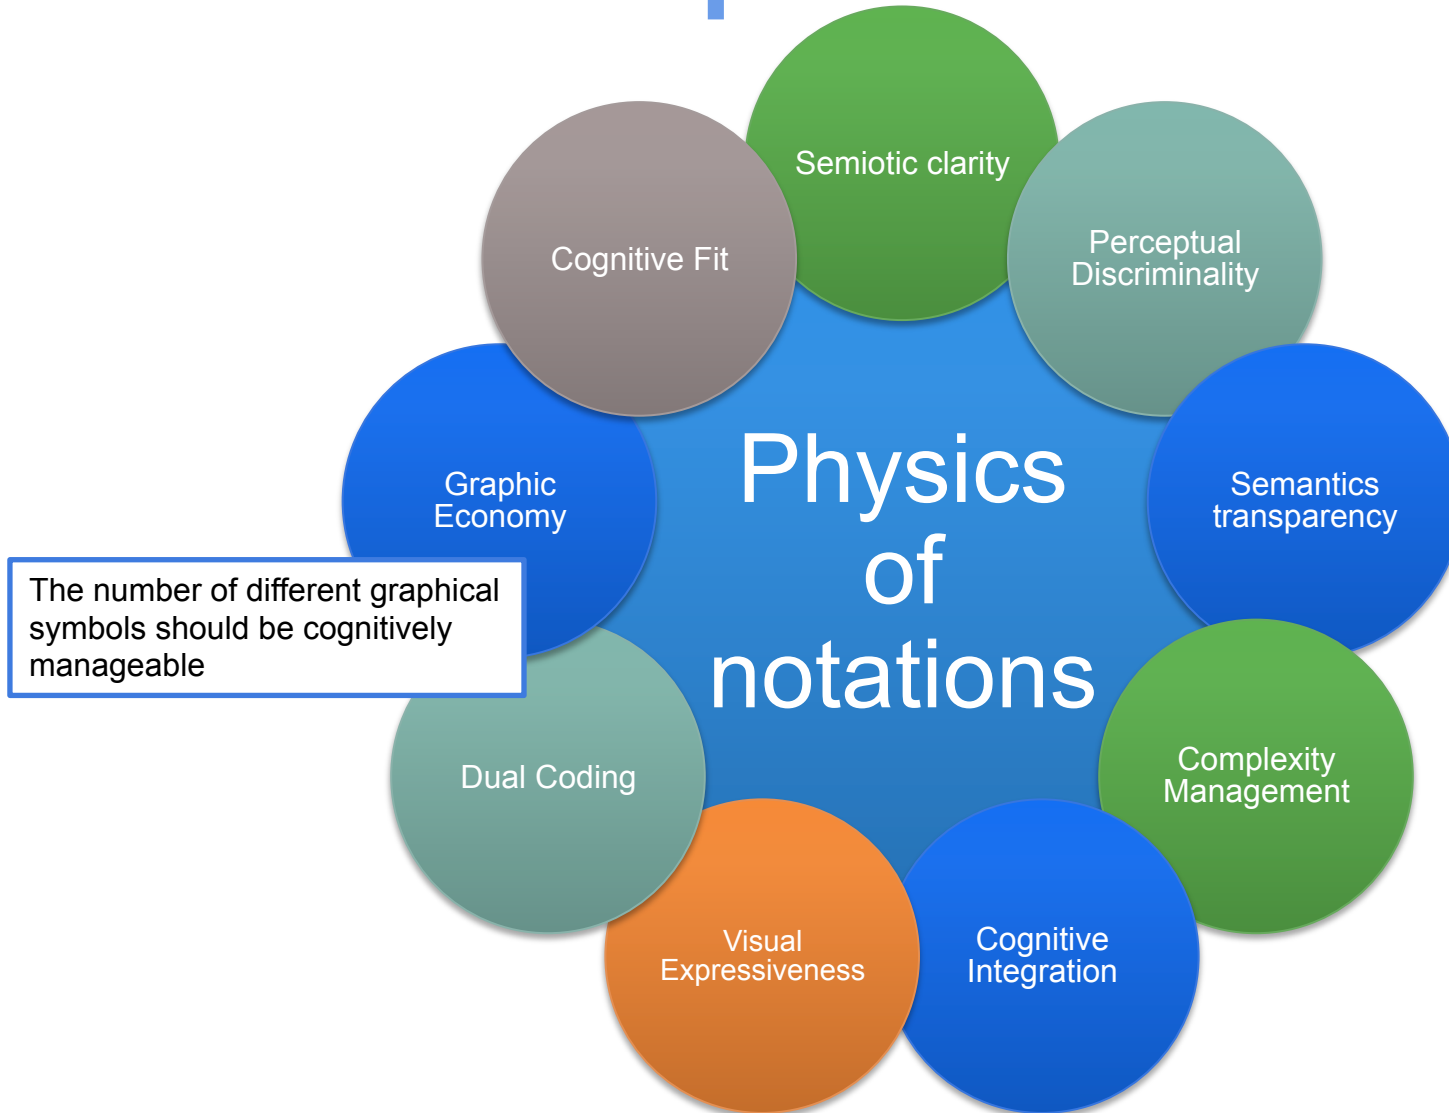 Semiotic clarity
Perceptual
Discriminality
Semantics
transparency
Complexity
Management
Cognitive
Integration
Visual
Expressiveness
Dual Coding
Graphic
Economy
Cognitive Fit
Physics
of
notations
The number of different graphical
symbols should be cognitively
manageable